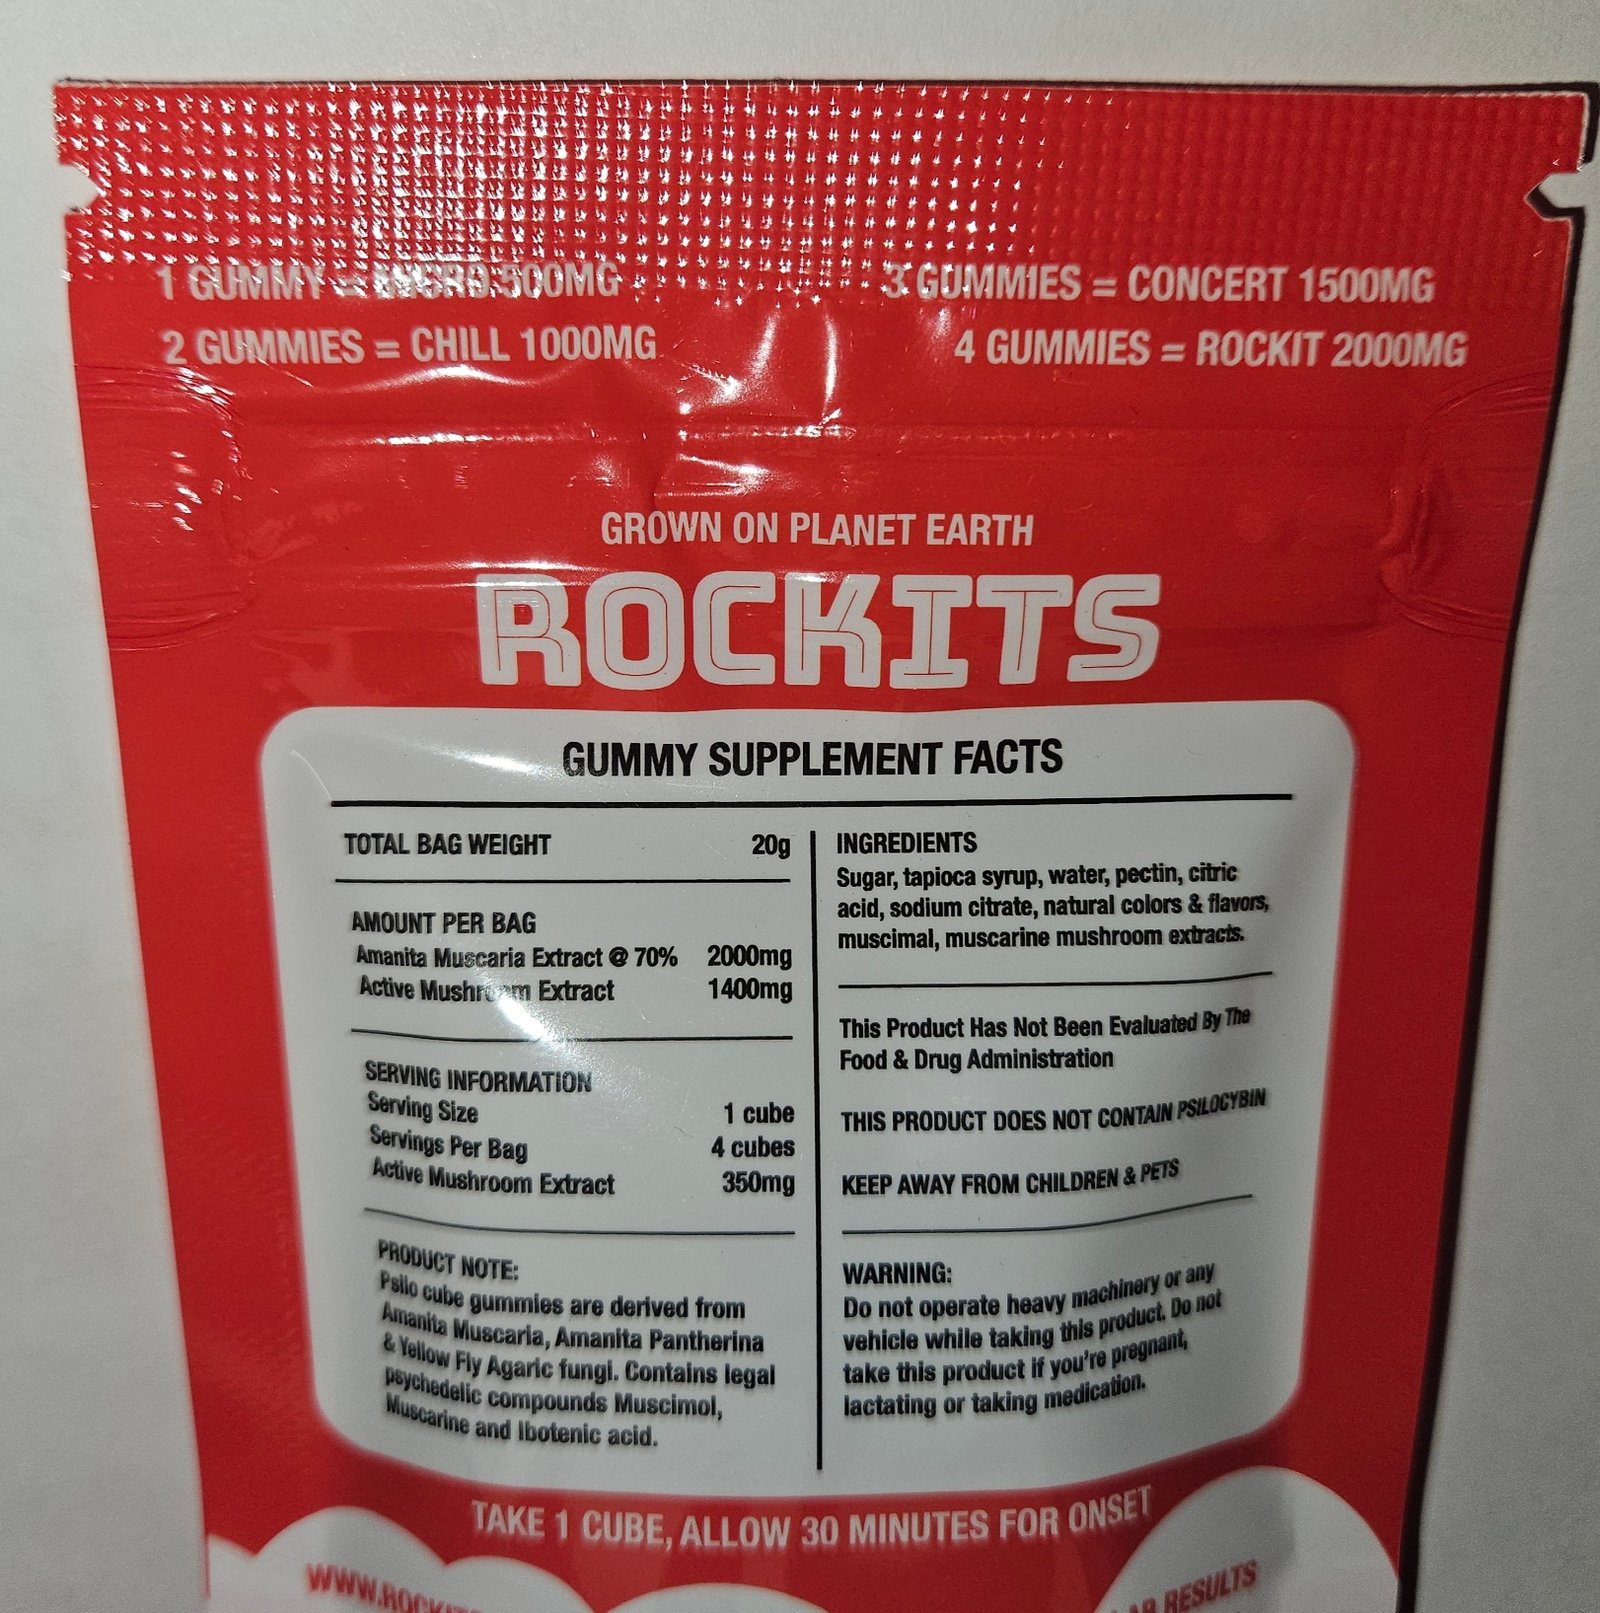 1 GUMMY = MICRO 500MG
3 GUMMIES = CONCERT 1500MG
2 GUMMIES = CHILL 1000MG
4 GUMMIES = ROCKIT 2000MG
GROWN ON PLANET EARTH
ROCKITS
GUMMY SUPPLEMENT FACTS
TOTAL BAG WEIGHT 20g
AMOUNT PER BAG
Amanita Muscaria Extract @ 70% 2000mg
Active Mushroom Extract 1400mg
SERVING INFORMATION
Serving Size 1 cube
Servings Per Bag 4 cubes
Active Mushroom Extract 350mg
PRODUCT NOTE:
Psilo cube gummies are derived from
Amanita Muscaria, Amanita Pantherina
& Yellow Fly Agaric fungi. Contains legal
psychedelic compounds Muscimol,
Muscarine and Ibotenic acid.
INGREDIENTS
Sugar, tapioca syrup, water, pectin, citric
acid, sodium citrate, natural colors & flavors,
muscimal, muscarine mushroom extracts.
This Product Has Not Been Evaluated By The
Food & Drug Administration
THIS PRODUCT DOES NOT CONTAIN PSILOCYBIN
KEEP AWAY FROM CHILDREN & PETS
WARNING:
Do not operate heavy machinery or any
vehicle while taking this product. Do not
take this product if you're pregnant,
lactating or taking medication.
TAKE 1 CUBE, ALLOW 30 MINUTES FOR ONSET
RESULTS